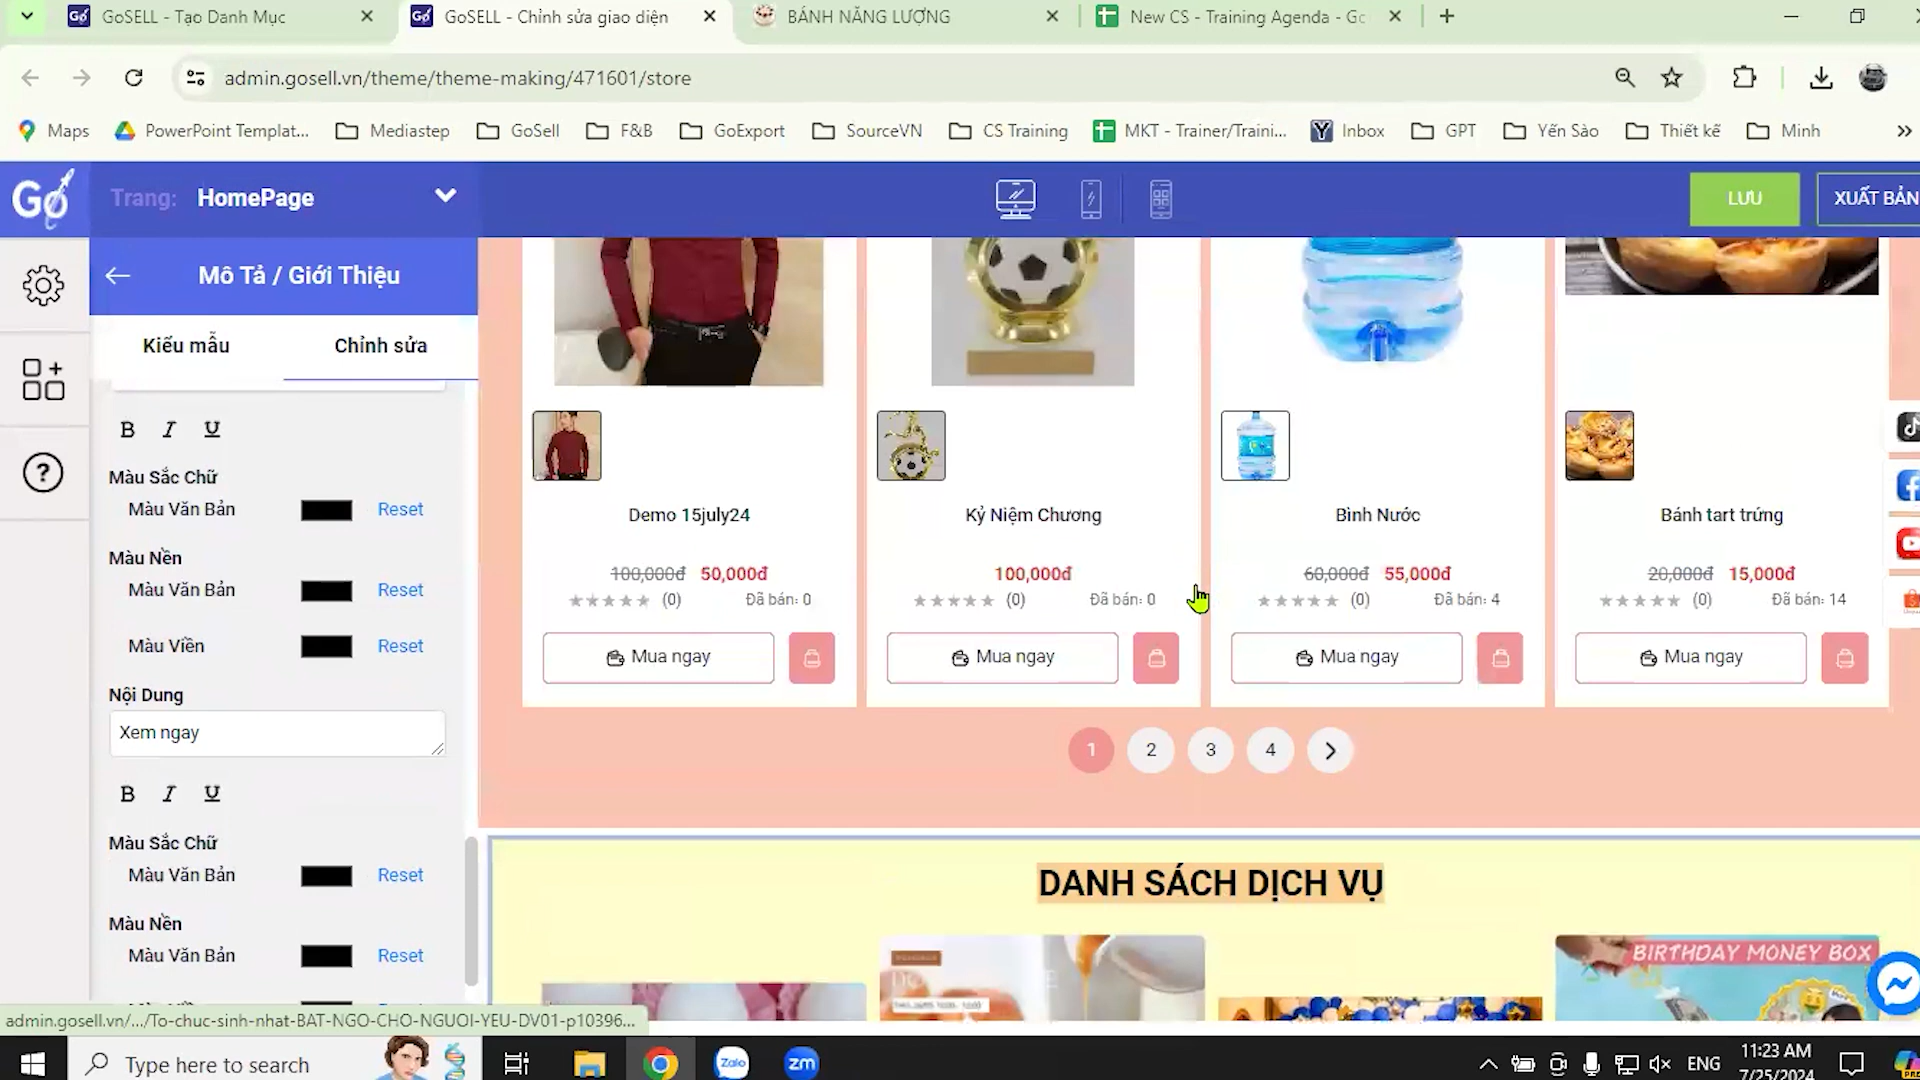 GoSELL - Tạo Danh Mục
GoSELL - Chỉnh sửa giao diện
BÁNH NĂNG LƯỢNG
New CS - Training Agenda - Go
admin.gosell.vn/theme/theme-making/471601/store
Maps
PowerPoint Templat...
Mediastep
GoSell
F&B
GoExport
SourceVN
CS Training
MKT - Trainer/Traini...
Inbox
GPT
Yến Sào
Thiết kế
Minh
Go
Trang: HomePage
LƯU
XUẤT BẢN
Mô Tả / Giới Thiệu
Kiểu mẫu
Chỉnh sửa
B I U
Màu Sắc Chữ
Màu Văn Bản Reset
Màu Nền
Màu Văn Bản Reset
Màu Viền Reset
Nội Dung
Xem ngay
B I U
Màu Sắc Chữ
Màu Văn Bản Reset
Màu Nền
Màu Văn Bản Reset
Demo 15july24
Kỷ Niệm Chương
Bình Nước
Bánh tart trứng
100,000đ 50,000đ
100,000đ
60,000đ 55,000đ
20,000đ 15,000đ
(0) Đã bán: 0
(0) Đã bán: 0
(0) Đã bán: 4
(0) Đã bán: 14
Mua ngay
Mua ngay
Mua ngay
Mua ngay
1 2 3 4
DANH SÁCH DỊCH VỤ
BIRTHDAY MONEY BOX
admin.gosell.vn/.../To-chuc-sinh-nhat-BAT-NGO-CHO-NGUOI-YEU-DV01-p10396...
Type here to search
Zalo
zm
ENG
11:23 AM
7/25/2024